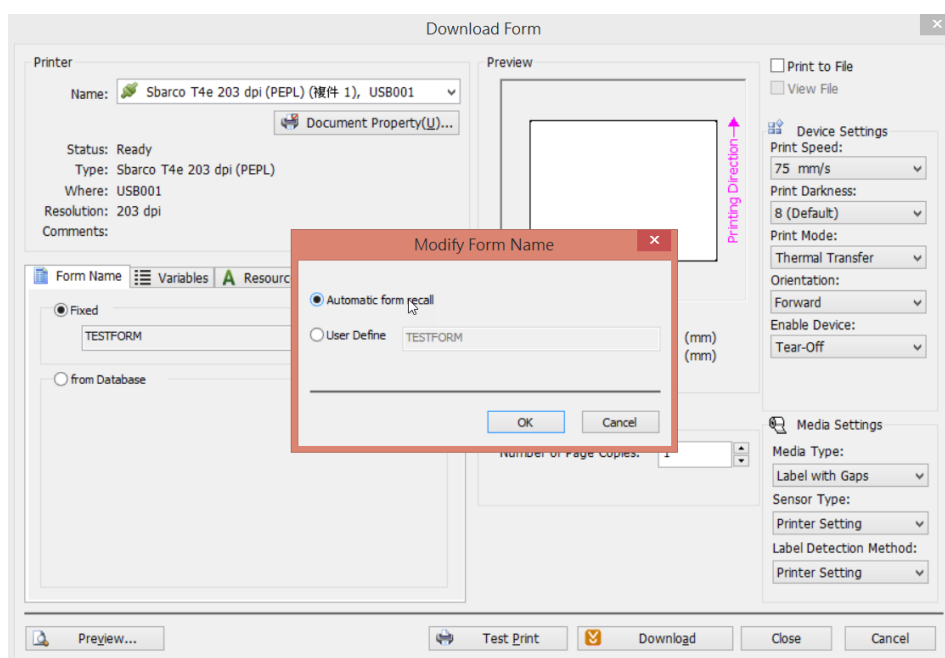 Download Form
Printer
Name: Sbarco T4e 203 dpi (PEPL) (複件 1), USB001
Document Property(U)...
Status: Ready
Type: Sbarco T4e 203 dpi (PEPL)
Where: USB001
Resolution: 203 dpi
Comments:
Form Name
Variables
Resourc
Fixed
TESTFORM
from Database
Preview
Printing Direction
(mm)
(mm)
Number of Page Copies: 1
Modify Form Name
Automatic form recall
User Define TESTFORM
OK
Cancel
Print to File
View File
Device Settings
Print Speed:
75 mm/s
Print Darkness:
8 (Default)
Print Mode:
Thermal Transfer
Orientation:
Forward
Enable Device:
Tear-Off
Media Settings
Media Type:
Label with Gaps
Sensor Type:
Printer Setting
Label Detection Method:
Printer Setting
Preview...
Test Print
Download
Close
Cancel